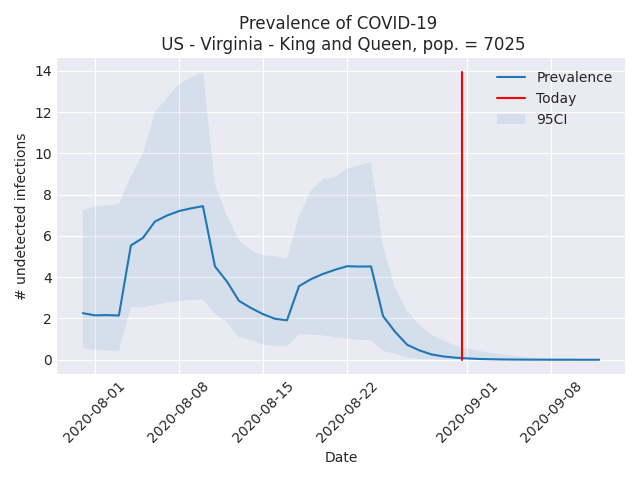 Prevalence of COVID-19
US - Virginia - King and Queen, pop. = 7025
Prevalence
Today
95CI
14
12
10
8
6
4
2
0
# undetected infections
2020-08-01
2020-08-08
2020-08-15
2020-08-22
2020-09-01
2020-09-08
Date